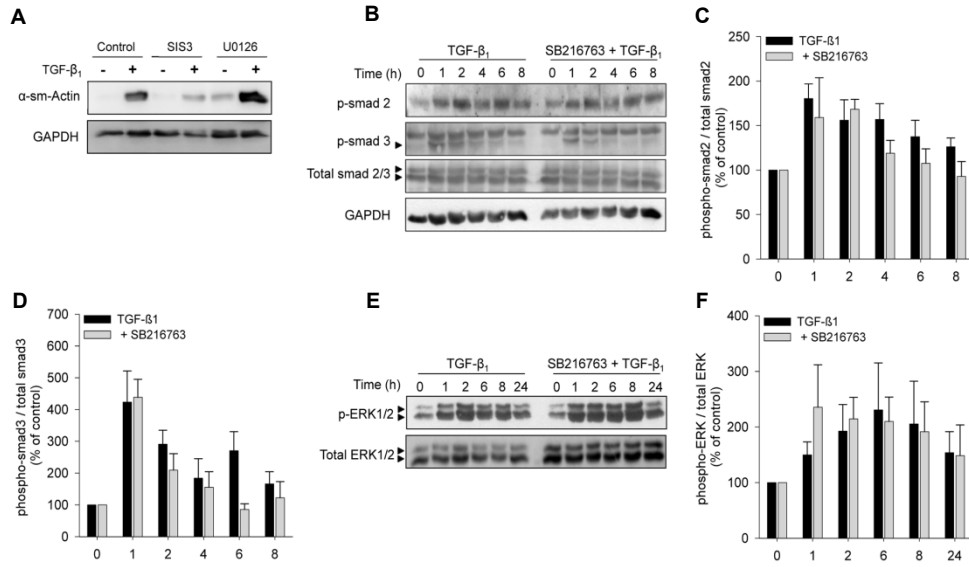 A
Control SIS3 U0126
TGF-β₁ - + - + - +
α-sm-Actin
GAPDH
B
TGF-β₁ SB216763 + TGF-β₁
Time (h) 0 1 2 4 6 8 0 1 2 4 6 8
p-smad 2
p-smad 3
Total smad 2/3
GAPDH
C
phospho-smad2 / total smad2
(% of control)
250
200
150
100
50
0
TGF-ß1
+ SB216763
0 1 2 4 6 8
D
phospho-smad3 / total smad3
(% of control)
700
600
500
400
300
200
100
0
TGF-ß1
+ SB216763
0 1 2 4 6 8
E
TGF-β₁ SB216763 + TGF-β₁
Time (h) 0 1 2 6 8 24 0 1 2 6 8 24
p-ERK1/2
Total ERK1/2
F
phospho-ERK / total ERK
(% of control)
400
300
200
100
0
TGF-ß1
+ SB216763
0 1 2 6 8 24